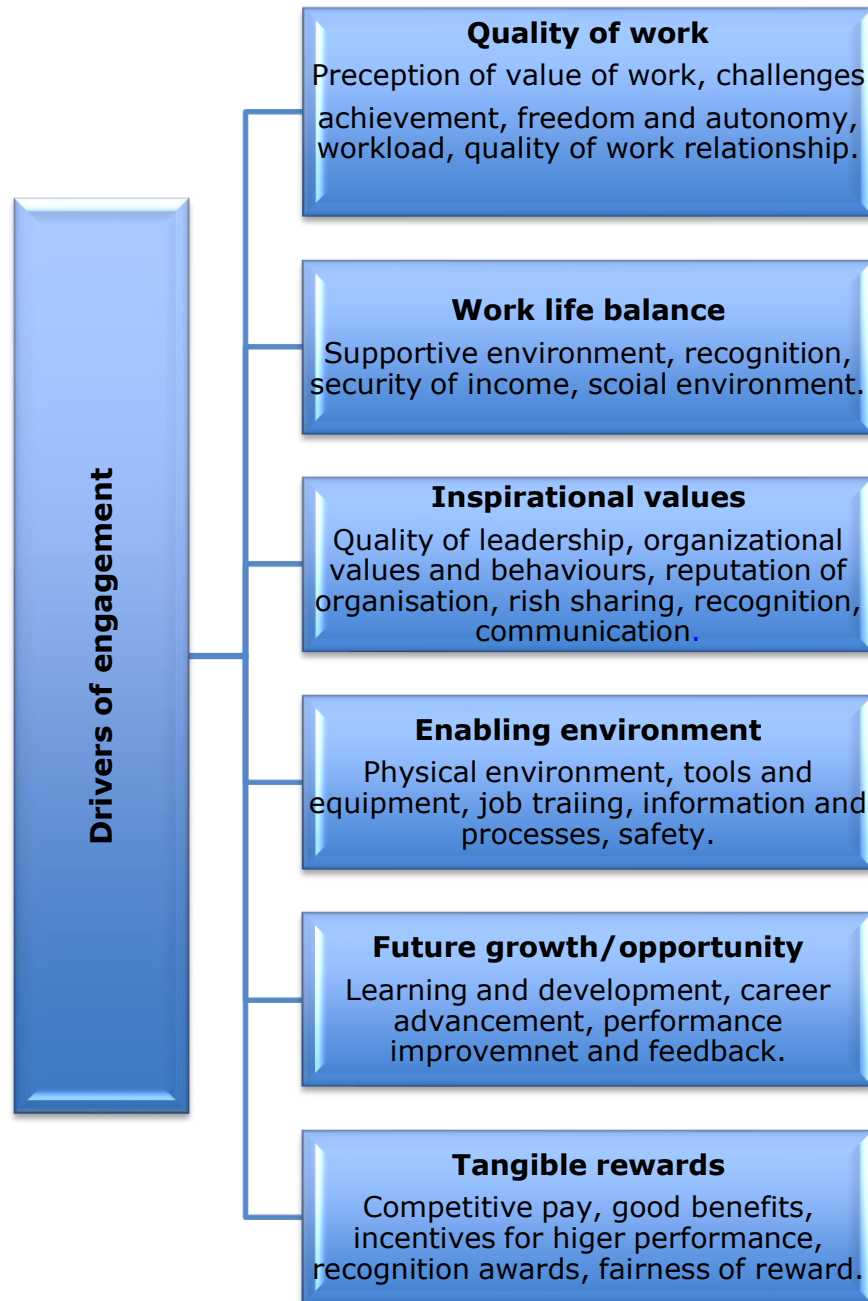 Drivers of engagement
Quality of work
Preception of value of work, challenges
achievement, freedom and autonomy,
workload, quality of work relationship.
Work life balance
Supportive environment, recognition,
security of income, scoial environment.
Inspirational values
Quality of leadership, organizational
values and behaviours, reputation of
organisation, rish sharing, recognition,
communication.
Enabling environment
Physical environment, tools and
equipment, job traiing, information and
processes, safety.
Future growth/opportunity
Learning and development, career
advancement, performance
improvemnet and feedback.
Tangible rewards
Competitive pay, good benefits,
incentives for higer performance,
recognition awards, fairness of reward.